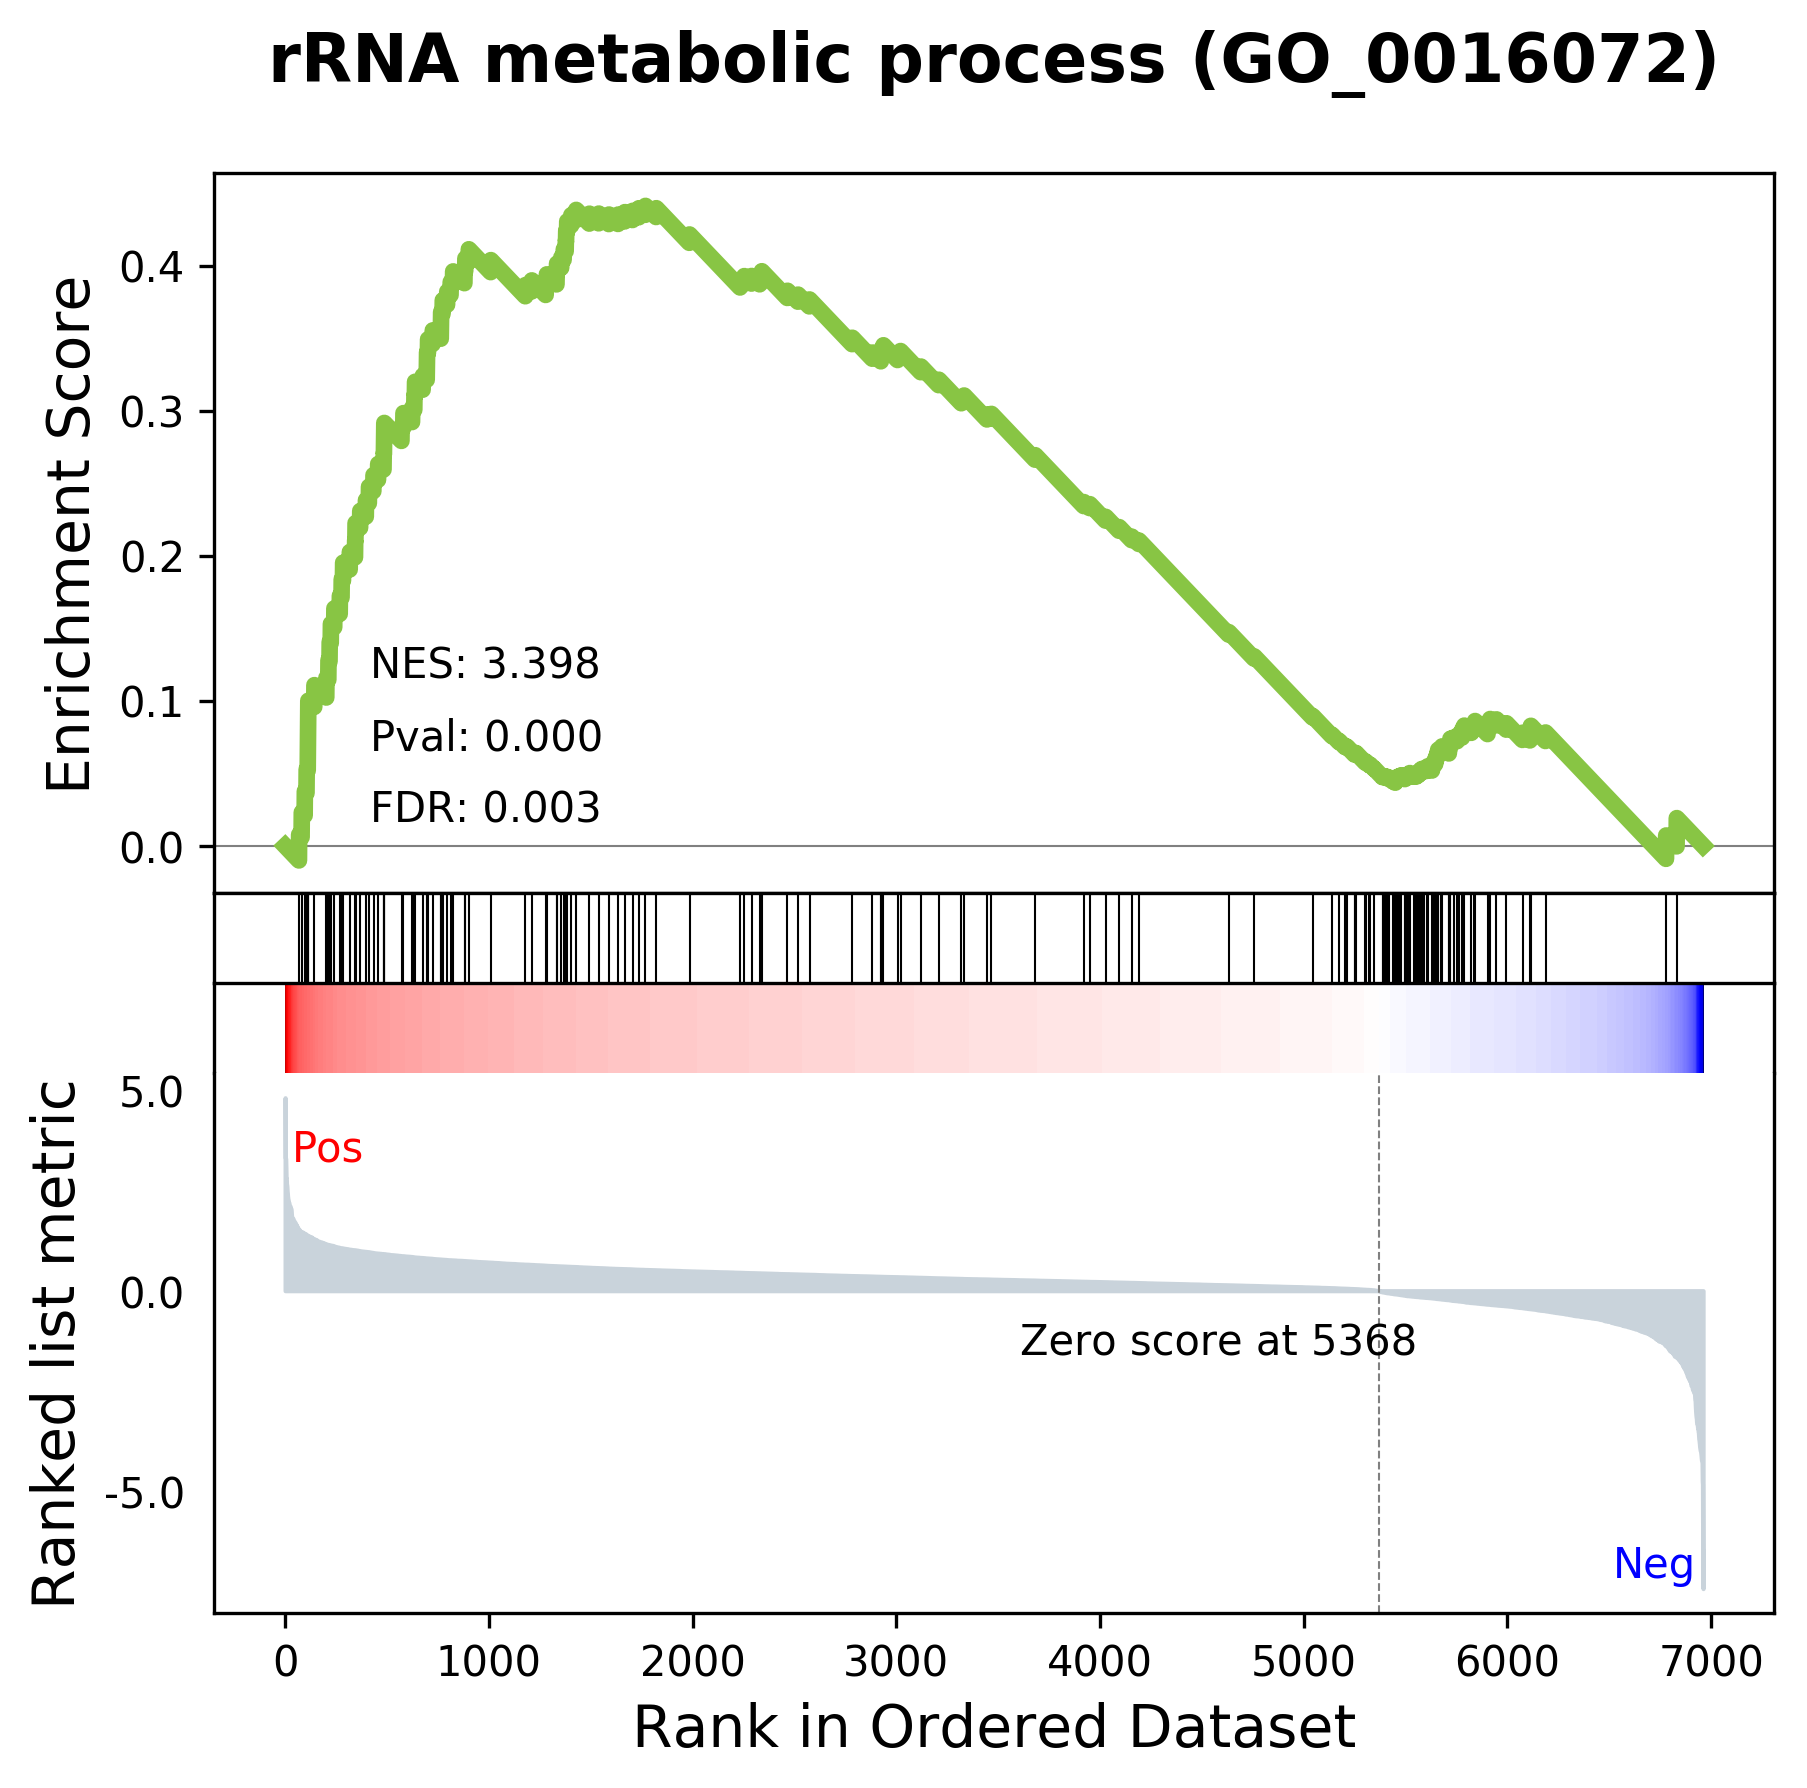 rRNA metabolic process (GO_0016072)
Enrichment Score
0.4
0.3
0.2
0.1
0.0
NES: 3.398
Pval: 0.000
FDR: 0.003
Ranked list metric
5.0
0.0
-5.0
Pos
Zero score at 5368
Neg
0 1000 2000 3000 4000 5000 6000 7000
Rank in Ordered Dataset